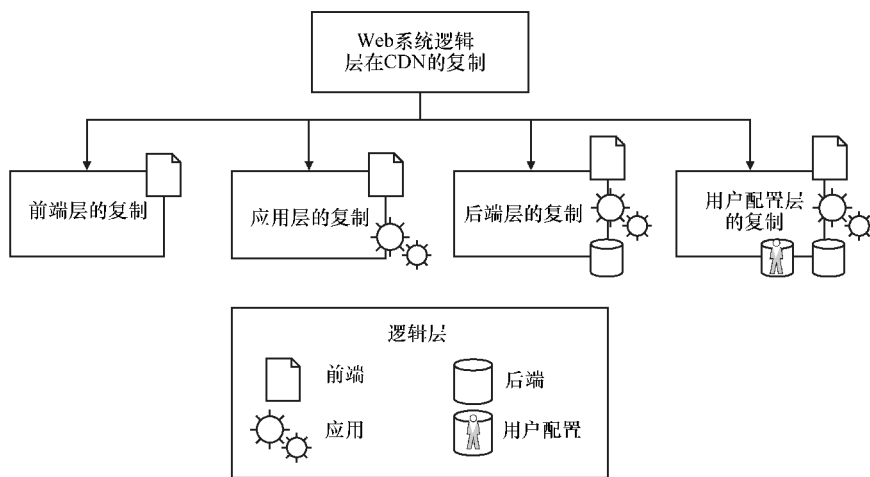 Web系统逻辑
层在CDN的复制
前端层的复制
应用层的复制
后端层的复制
用户配置层
的复制
逻辑层
前端
后端
应用
用户配置